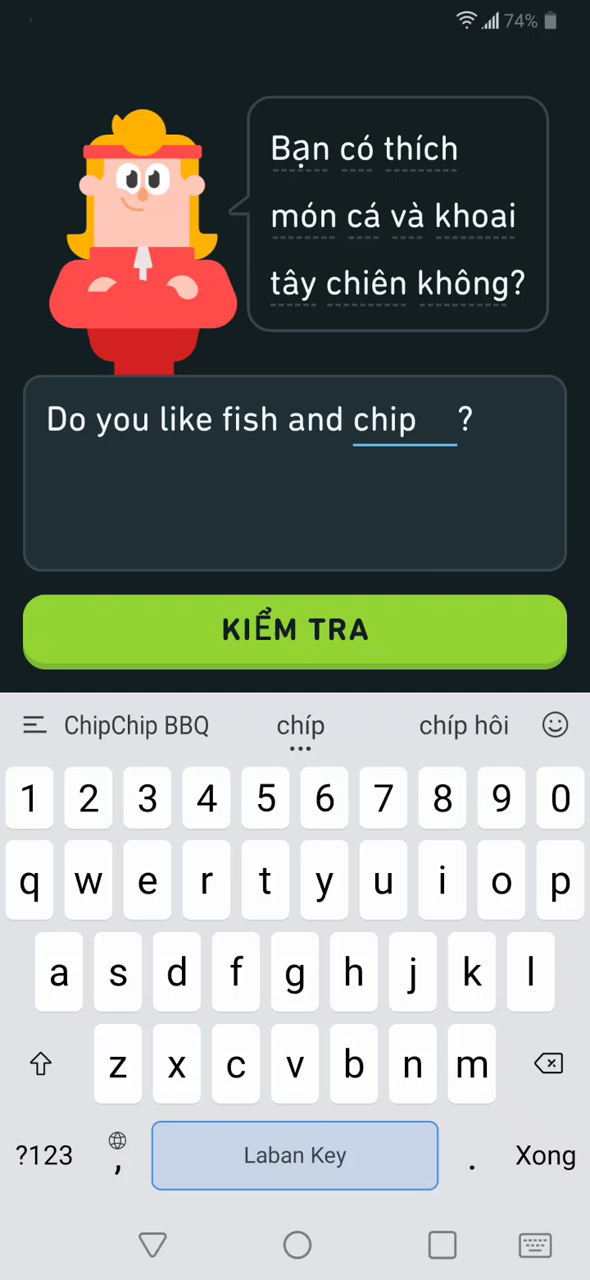 74%
Bạn có thích
món cá và khoai
tây chiên không?
Do you like fish and chip ?
KIỂM TRA
ChipChip BBQ chíp chíp hôi
1 2 3 4 5 6 7 8 9 0
q w e r t y u i o p
a s d f g h j k l
z x c v b n m
?123 , Laban Key . Xong